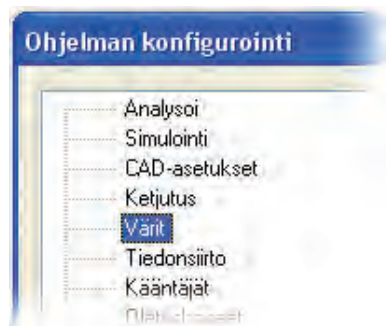 Ohjelman konfigurointi
Analysoi
Simulointi
CAD-asetukset
Ketjutus
Värit
Tiedonsiirto
Kääntäjät